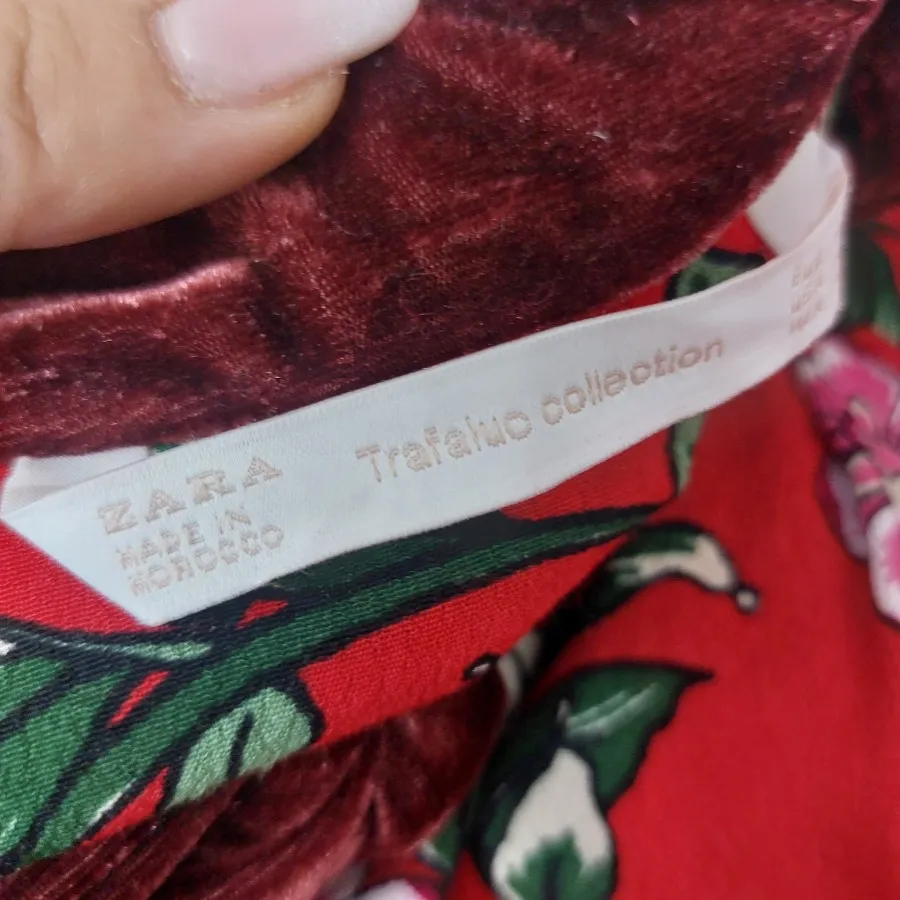 ZARA
MADE IN
MOROCCO
Trafaluc collection